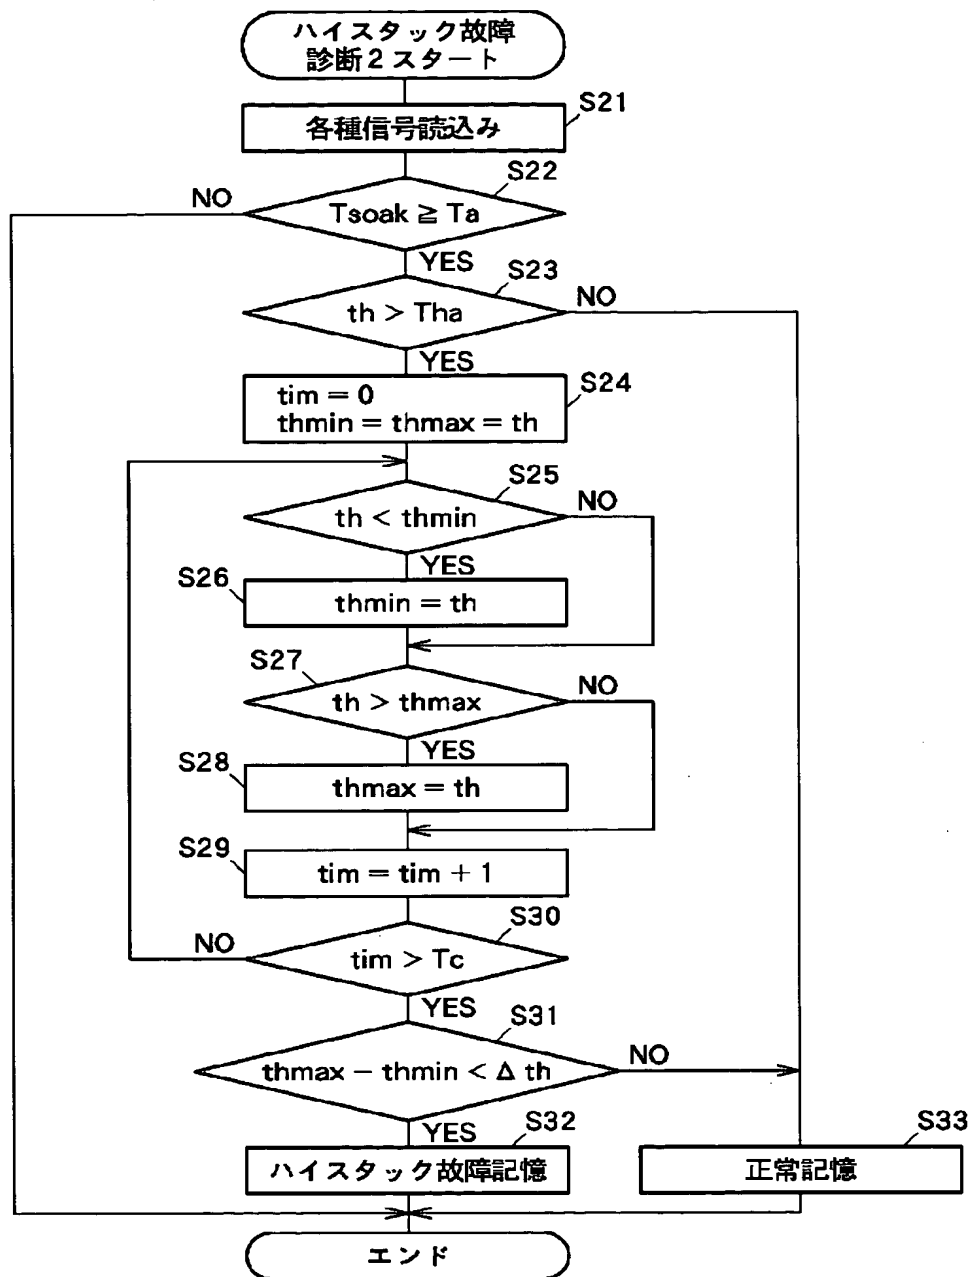 ハイスタック故障
診断2スタート
S21
各種信号読込み
S22
NO
Tsoak ≧ Ta
YES
S23
th > Tha
NO
YES
S24
tim = 0
thmin = thmax = th
S25
th < thmin
NO
YES
S26
thmin = th
S27
th > thmax
NO
YES
S28
thmax = th
S29
tim = tim + 1
S30
NO
tim > Tc
YES
S31
thmax − thmin < Δ th
NO
YES
S32
ハイスタック故障記憶
S33
正常記憶
エンド